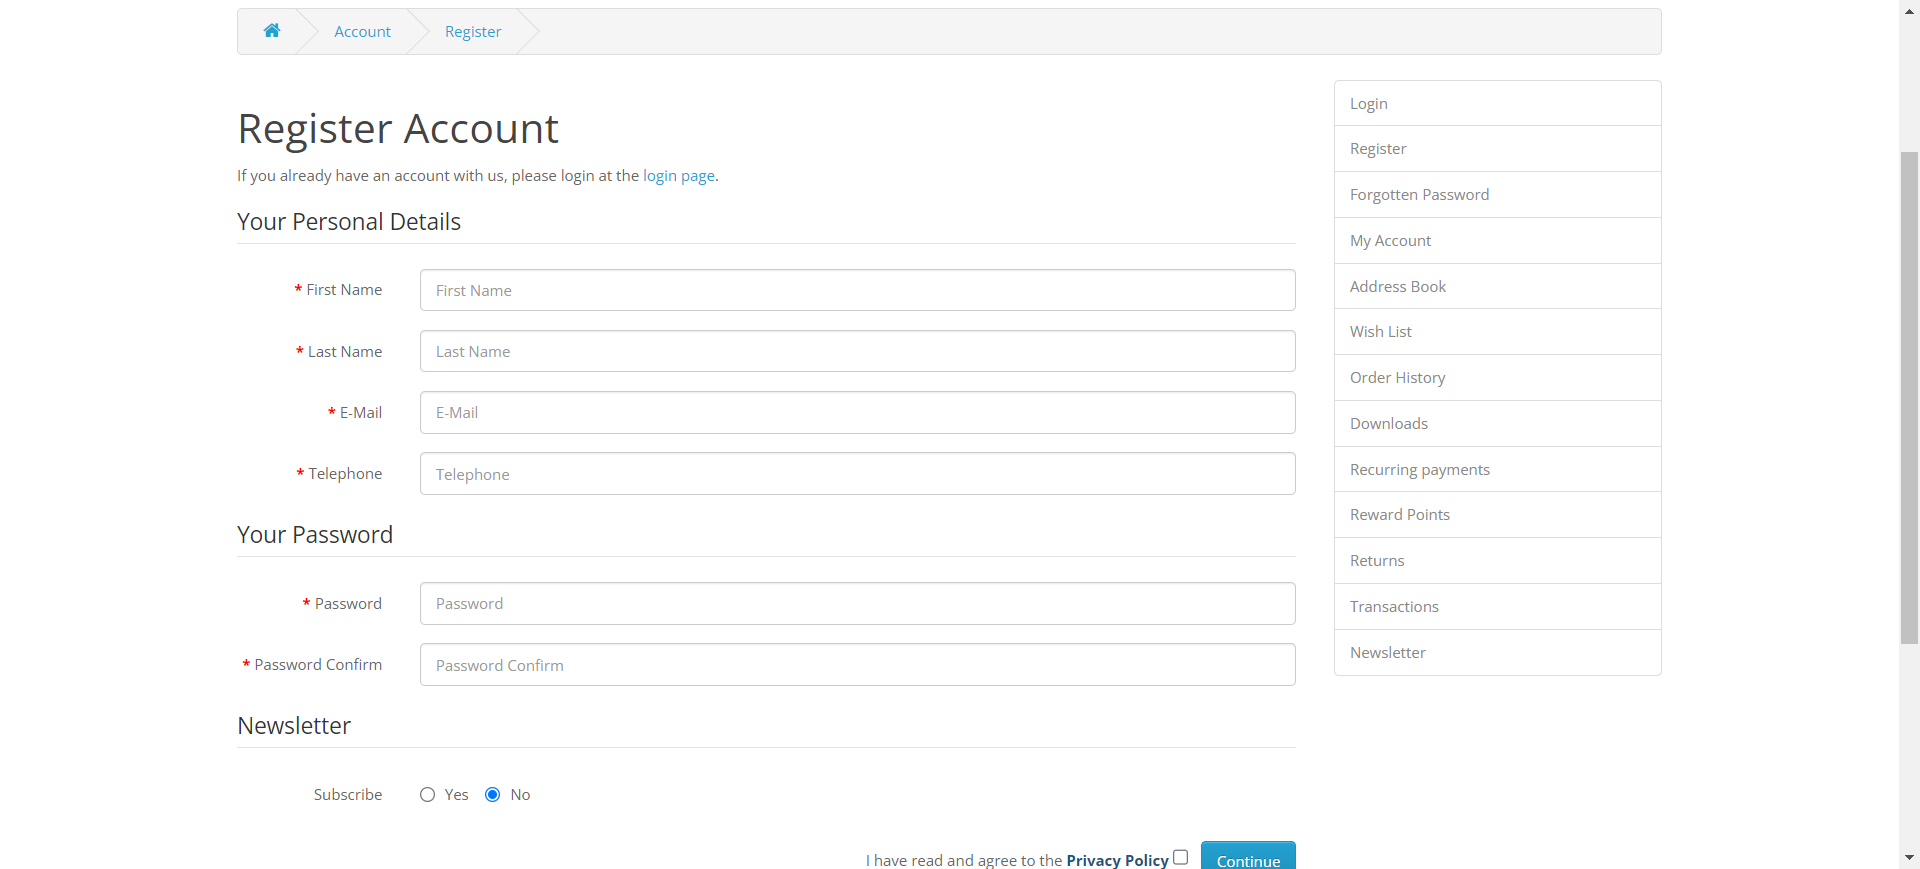 Account
Register
Register Account
If you already have an account with us, please login at the login page.
Your Personal Details
* First Name
First Name
* Last Name
Last Name
* E-Mail
E-Mail
* Telephone
Telephone
Your Password
* Password
Password
* Password Confirm
Password Confirm
Newsletter
Subscribe
Yes
No
I have read and agree to the Privacy Policy
Continue
Login
Register
Forgotten Password
My Account
Address Book
Wish List
Order History
Downloads
Recurring payments
Reward Points
Returns
Transactions
Newsletter